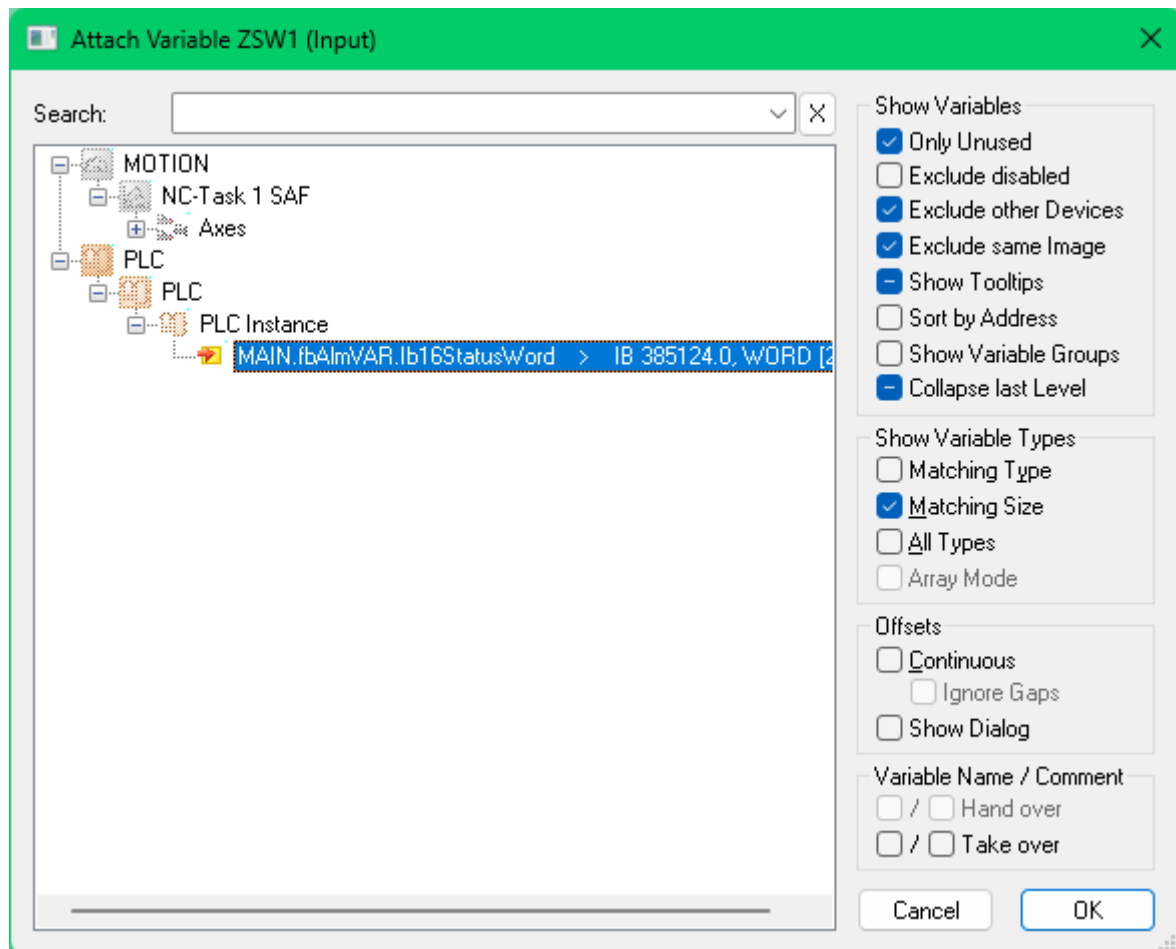 Attach Variable ZSW1 (Input)
Search:
MOTION
NC-Task 1 SAF
Axes
PLC
PLC
PLC Instance
MAIN.fbAlmVAR.Ib16StatusWord > IB 385124.0, WORD [2
Show Variables
Only Unused
Exclude disabled
Exclude other Devices
Exclude same Image
Show Tooltips
Sort by Address
Show Variable Groups
Collapse last Level
Show Variable Types
Matching Type
Matching Size
All Types
Array Mode
Offsets
Continuous
Ignore Gaps
Show Dialog
Variable Name / Comment
/ Hand over
/ Take over
Cancel
OK